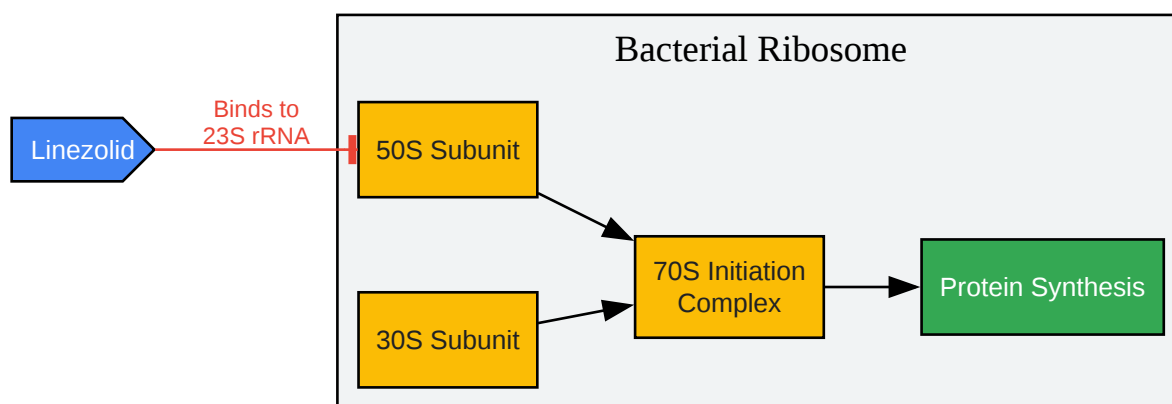 Bacterial Ribosome
Linezolid
Binds to
23S rRNA
50S Subunit
30S Subunit
70S Initiation
Complex
Protein Synthesis